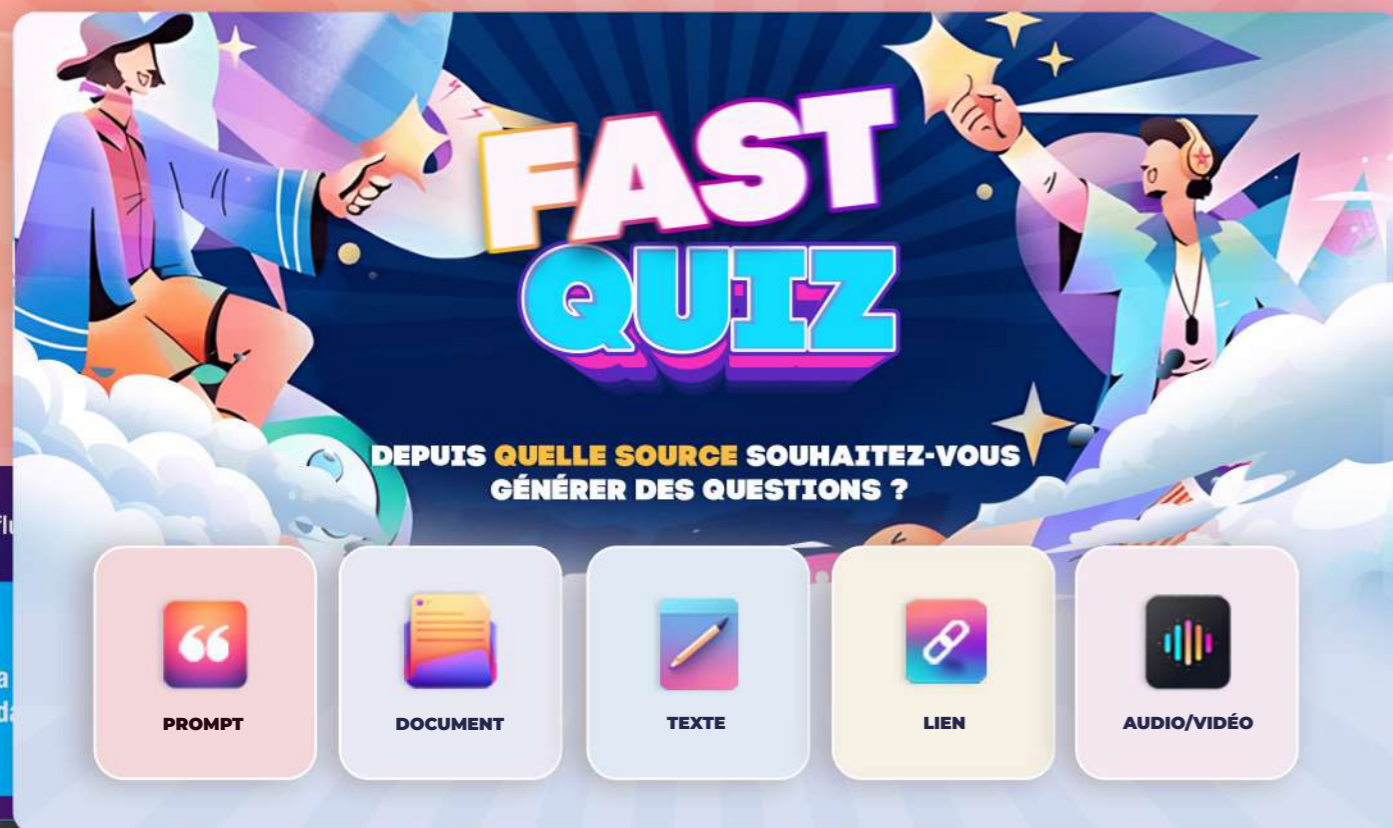 FAST
QUIZ
DEPUIS QUELLE SOURCE SOUHAITEZ-VOUS
GÉNÉRER DES QUESTIONS ?
PROMPT
DOCUMENT
TEXTE
LIEN
AUDIO/VIDÉO